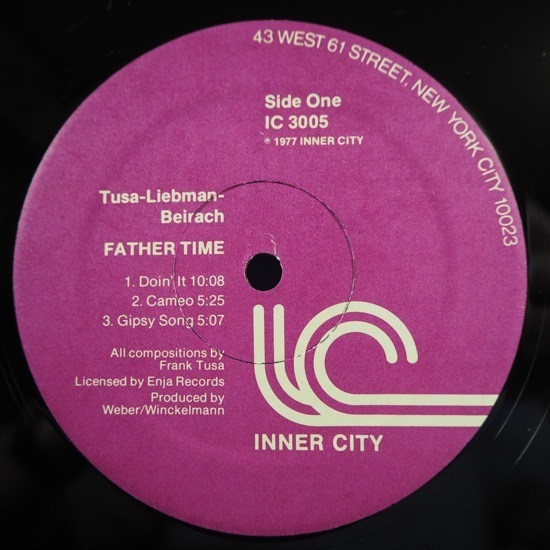 43 WEST 61 STREET, NEW YORK CITY 10023
Side One
IC 3005
℗ 1977 INNER CITY
Tusa-Liebman-
Beirach
FATHER TIME
1. Doin' It 10:08
2. Cameo 5:25
3. Gipsy Song 5:07
All compositions by
Frank Tusa
Licensed by Enja Records
Produced by
Weber/Winckelmann
IC
INNER CITY